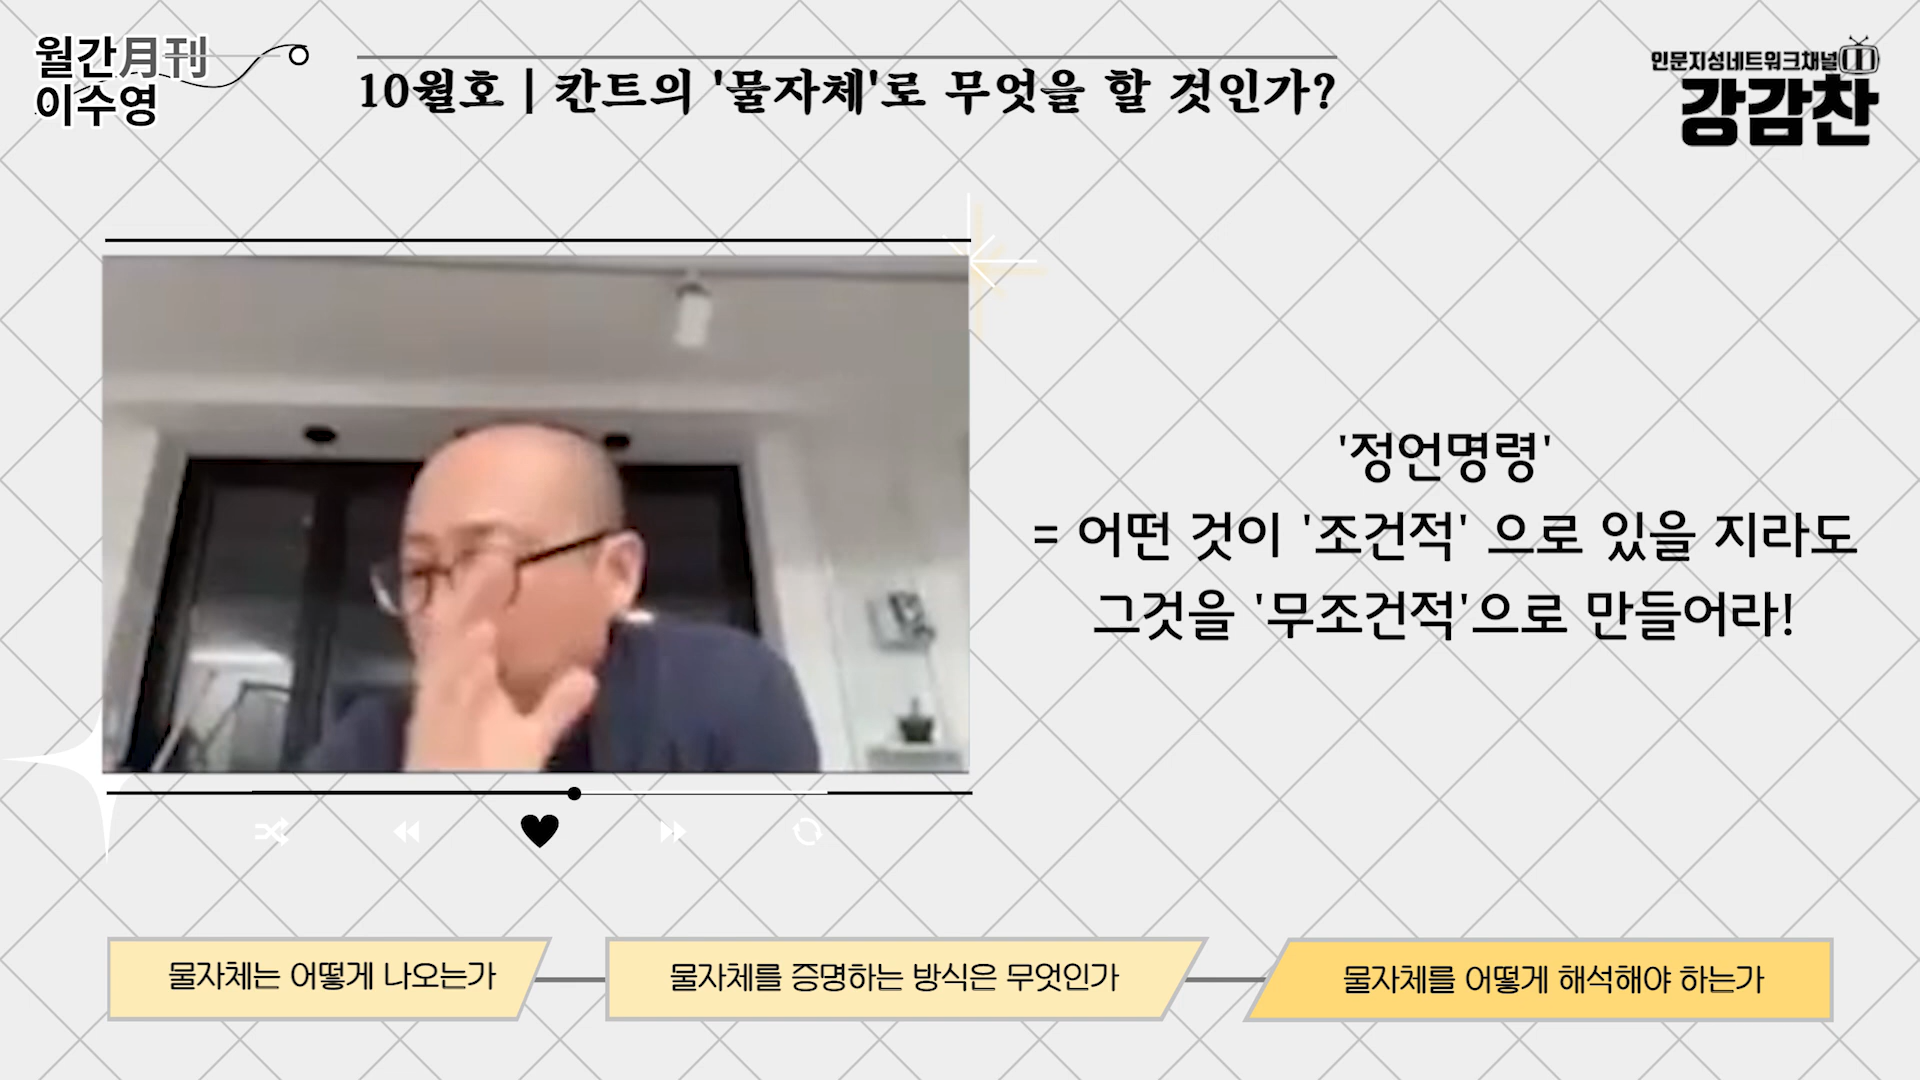 월간月刊
이수영
10월호 | 칸트의 '물자체'로 무엇을 할 것인가?
인문지성네트워크채널
강감찬
'정언명령'
= 어떤 것이 '조건적' 으로 있을 지라도
그것을 '무조건적'으로 만들어라!
물자체는 어떻게 나오는가
물자체를 증명하는 방식은 무엇인가
물자체를 어떻게 해석해야 하는가